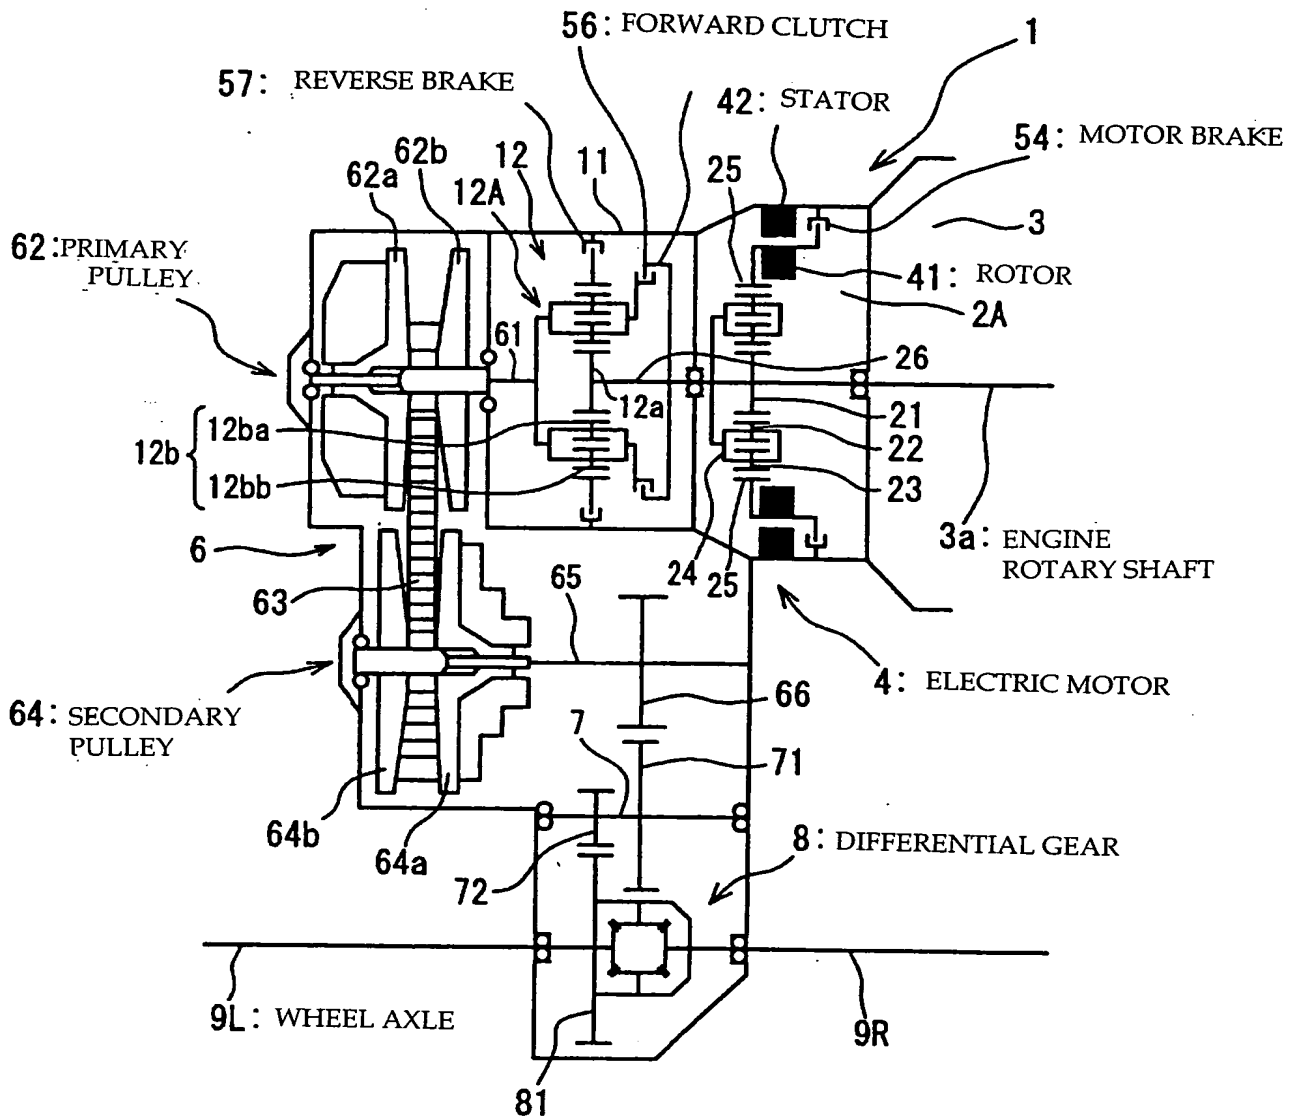 56: FORWARD CLUTCH
1
57: REVERSE BRAKE
42: STATOR
54: MOTOR BRAKE
62b
12
11
25
62a
12A
3
62: PRIMARY
PULLEY
41: ROTOR
2A
61
26
12a
21
12ba
22
12b
12bb
23
3a: ENGINE
ROTARY SHAFT
6
24
25
65
63
4: ELECTRIC MOTOR
66
64: SECONDARY
PULLEY
7
71
64b
64a
8: DIFFERENTIAL GEAR
72
9L: WHEEL AXLE
9R
81